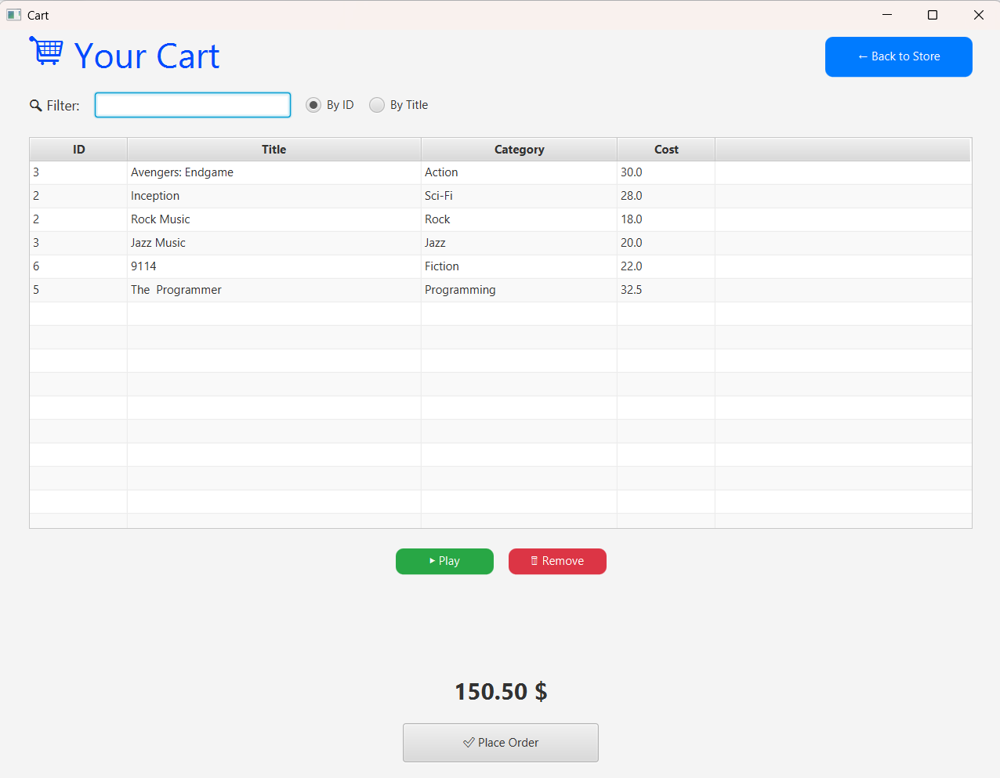 Cart
Your Cart
← Back to Store
Filter:
By ID
By Title
ID Title Category Cost
3 Avengers: Endgame Action 30.0
2 Inception Sci-Fi 28.0
2 Rock Music Rock 18.0
3 Jazz Music Jazz 20.0
6 9114 Fiction 22.0
5 The  Programmer Programming 32.5
Play
Remove
150.50 $
Place Order